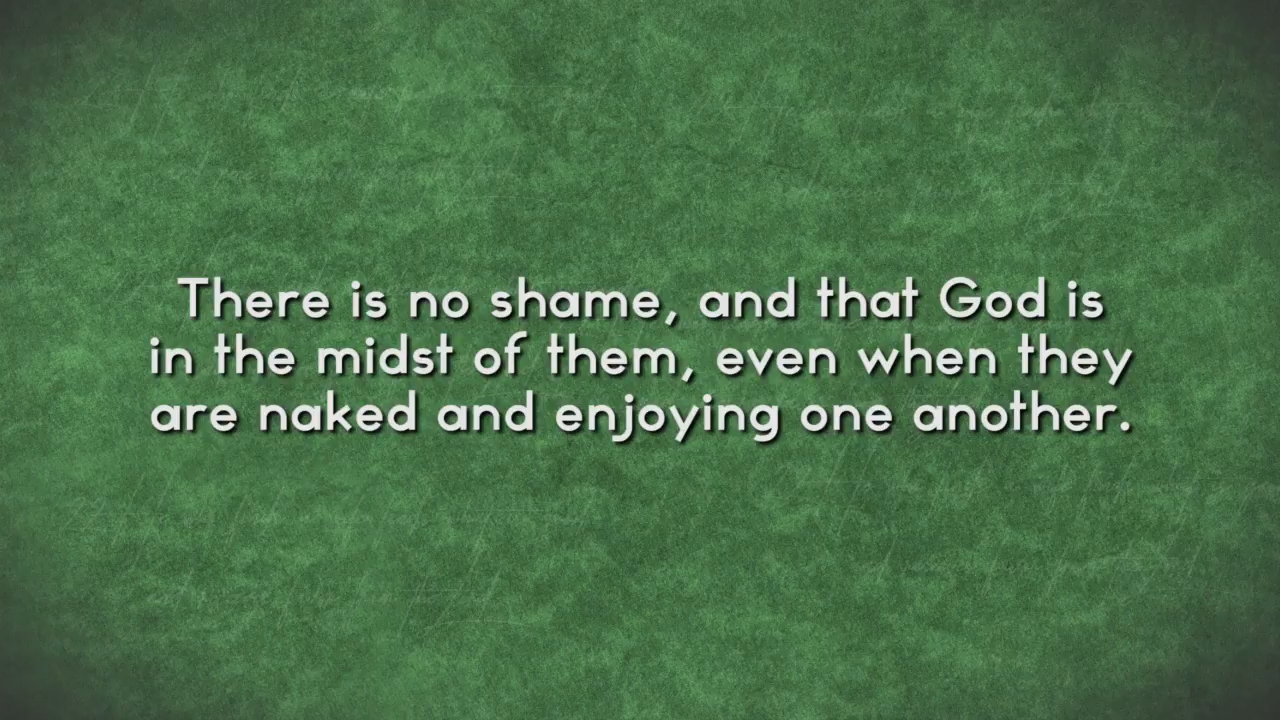 There is no shame, and that God is
in the midst of them, even when they
are naked and enjoying one another.